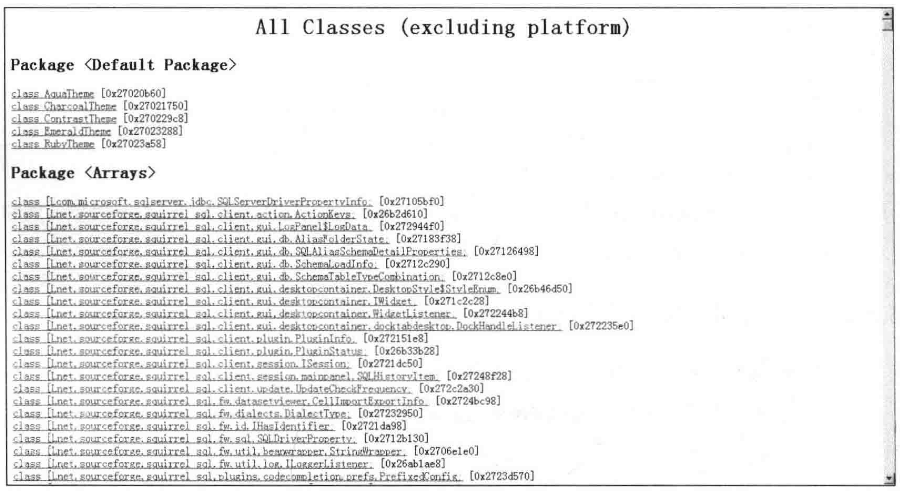 All Classes (excluding platform)
Package <Default Package>
class AquaTheme [0x27020b60]
class CharcoalTheme [0x27021750]
class ContrastTheme [0x270229c8]
class EmeraldTheme [0x27023288]
class RubyTheme [0x27023a58]
Package <Arrays>
class [Lcom.microsoft.sqlserver.jdbc.SQLServerDriverPropertyInfo; [0x27105bf0]
class [Lnet.sourceforge.squirrel_sql.client.action.ActionKeys; [0x26b2d610]
class [Lnet.sourceforge.squirrel_sql.client.gui.LogPanel$LogData; [0x272944f0]
class [Lnet.sourceforge.squirrel_sql.client.gui.db.AliasFolderState; [0x27183f38]
class [Lnet.sourceforge.squirrel_sql.client.gui.db.SQLAliasSchemaDetailProperties; [0x27126498]
class [Lnet.sourceforge.squirrel_sql.client.gui.db.SchemaLoadInfo; [0x2712c290]
class [Lnet.sourceforge.squirrel_sql.client.gui.db.SchemaTableTypeCombination; [0x2712c8e0]
class [Lnet.sourceforge.squirrel_sql.client.gui.desktopcontainer.DesktopStyle$StyleEnum; [0x26b46d50]
class [Lnet.sourceforge.squirrel_sql.client.gui.desktopcontainer.IWidget; [0x271c2c28]
class [Lnet.sourceforge.squirrel_sql.client.gui.desktopcontainer.WidgetListener; [0x272244b8]
class [Lnet.sourceforge.squirrel_sql.client.gui.desktopcontainer.docktabdesktop.DockHandleListener; [0x272235e0]
class [Lnet.sourceforge.squirrel_sql.client.plugin.PluginInfo; [0x272151e8]
class [Lnet.sourceforge.squirrel_sql.client.plugin.PluginStatus; [0x26b33b28]
class [Lnet.sourceforge.squirrel_sql.client.session.ISession; [0x2721dc50]
class [Lnet.sourceforge.squirrel_sql.client.session.mainpanel.SQLHistoryItem; [0x27248f28]
class [Lnet.sourceforge.squirrel_sql.client.update.UpdateCheckFrequency; [0x272c2a30]
class [Lnet.sourceforge.squirrel_sql.fw.datasetviewer.CellImportExportInfo; [0x2724bc98]
class [Lnet.sourceforge.squirrel_sql.fw.dialects.DialectType; [0x27232950]
class [Lnet.sourceforge.squirrel_sql.fw.id.IHasIdentifier; [0x2721da98]
class [Lnet.sourceforge.squirrel_sql.fw.sql.SQLDriverProperty; [0x2712b130]
class [Lnet.sourceforge.squirrel_sql.fw.util.beanwrapper.StringWrapper; [0x2706e1e0]
class [Lnet.sourceforge.squirrel_sql.fw.util.log.ILoggerListener; [0x26ab1ae8]
class [Lnet.sourceforge.squirrel_sql.plugins.codecompletion.prefs.PrefixedConfig; [0x2723d570]